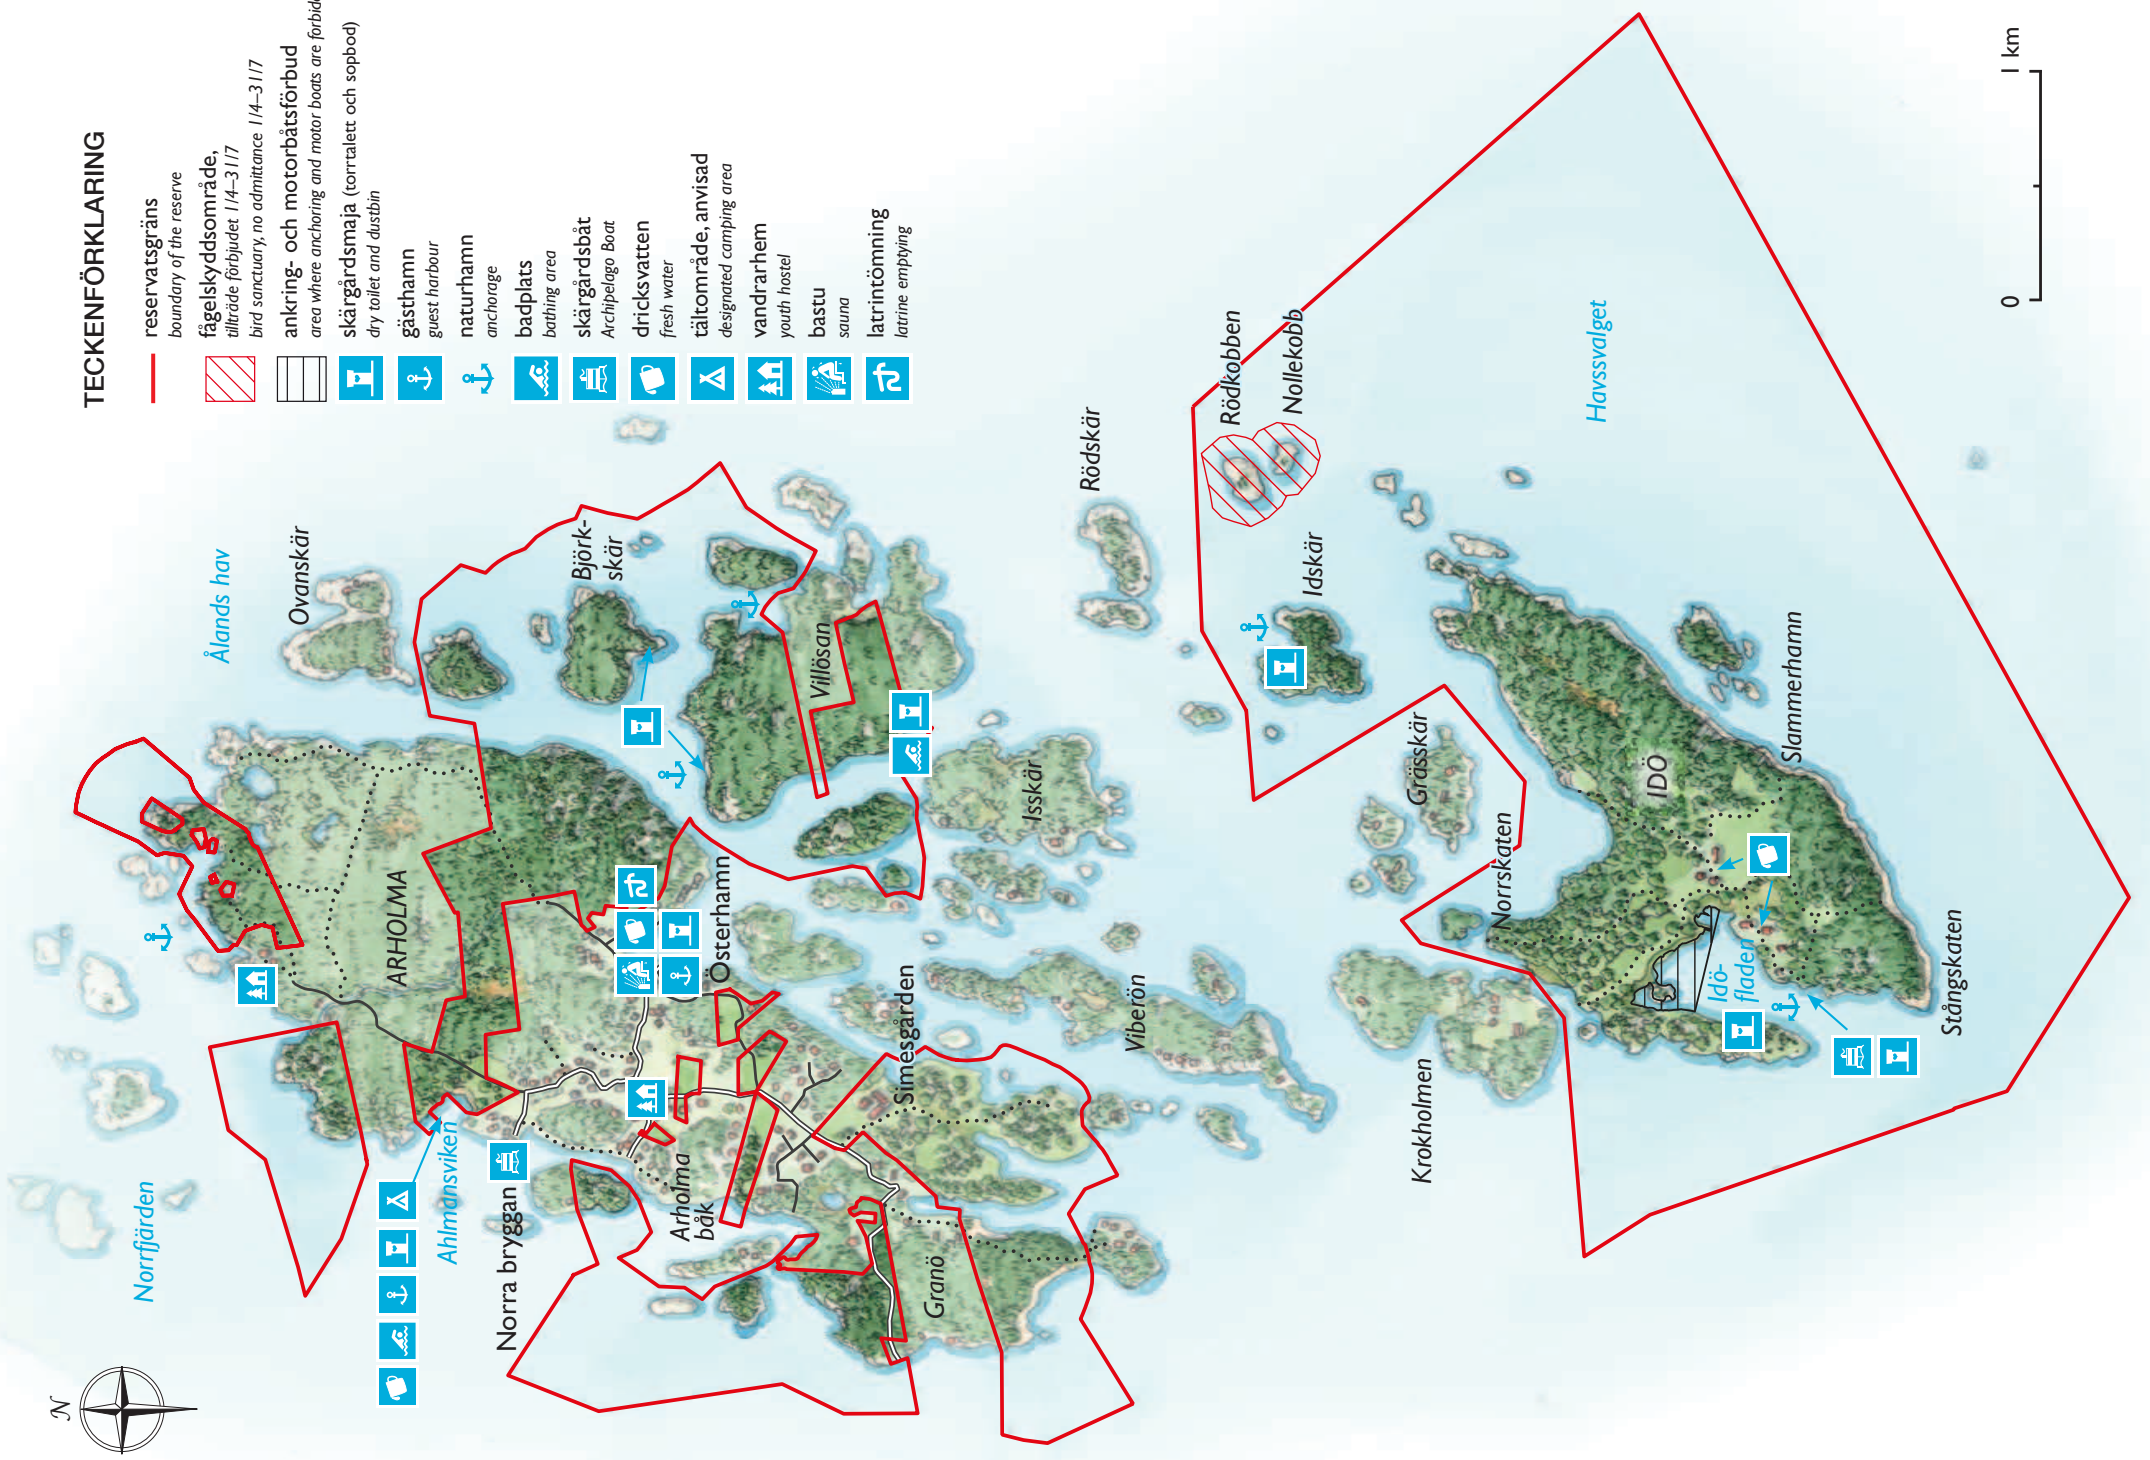 TECKENFÖRKLARING
reservatsgräns
boundary of the reserve
fågelskyddsområde,
tillträde förbjudet 1/4–31/7
bird sanctuary, no admittance 1/4–31/7
ankring- och motorbåtsförbud
area where anchoring and motor boats are forbide
skärgårdsmaja (torrtalett och sopbod)
dry toilet and dustbin
gästhamn
guest harbour
naturhamn
anchorage
badplats
bathing area
skärgårdsbåt
Archipelago Boat
dricksvatten
fresh water
tältområde, anvisad
designated camping area
vandrarhem
youth hostel
bastu
sauna
latrintömning
latrine emptying
N
Norrfjärden
Ålands hav
Ovanskär
ARHOLMA
Ahlmansviken
Norra bryggan
Björk-
skär
Arholma
båk
Österhamn
Villösan
Simesgården
Granö
Isskär
Rödskär
Viberön
Rödkobben
Nollekobb
Idskär
Krokholmen
Grässkär
Norrskaten
Havssvalget
IDÖ
Idö-
fladen
Slammerhamn
Stångskaten
0
1 km